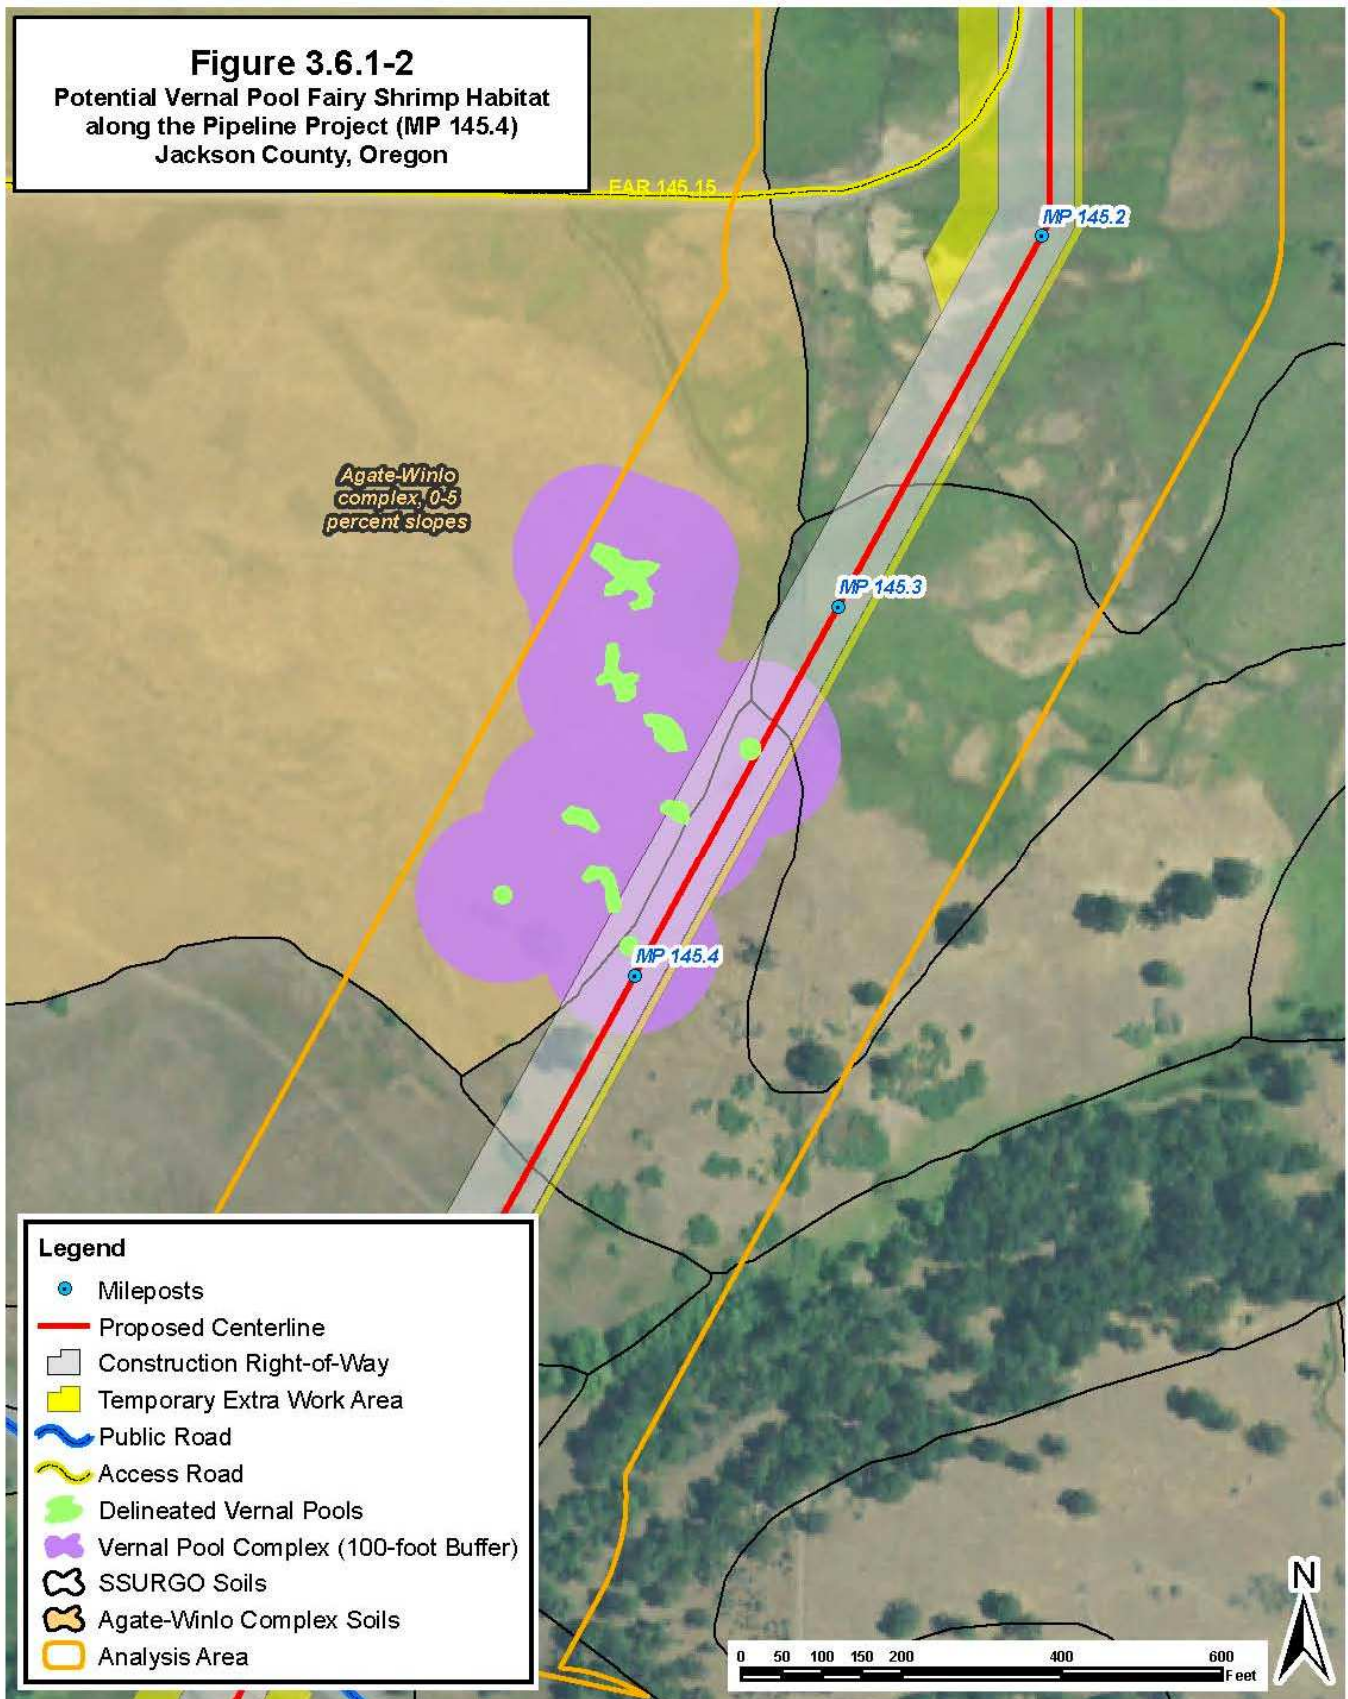 Figure 3.6.1-2
Potential Vernal Pool Fairy Shrimp Habitat
along the Pipeline Project (MP 145.4)
Jackson County, Oregon
EAR 145.15
MP 145.2
Agate-Winlo
complex, 0-5
percent slopes
MP 145.3
MP 145.4
Legend
Mileposts
Proposed Centerline
Construction Right-of-Way
Temporary Extra Work Area
Public Road
Access Road
Delineated Vernal Pools
Vernal Pool Complex (100-foot Buffer)
SSURGO Soils
Agate-Winlo Complex Soils
Analysis Area
N
0 50 100 150 200 400 600
Feet